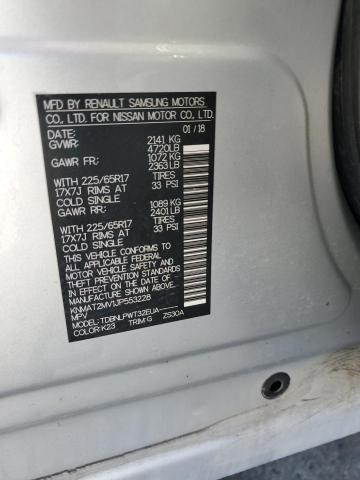 MFD BY RENAULT SAMSUNG MOTORS
CO., LTD. FOR NISSAN MOTOR CO., LTD.
DATE: 01/18
GVWR: 2141 KG
4720LB
GAWR FR: 1072 KG
2363LB
WITH 225/65R17 TIRES
17X7J RIMS AT 33 PSI
COLD SINGLE
GAWR RR: 1089 KG
2401LB
WITH 225/65R17 TIRES
17X7J RIMS AT 33 PSI
COLD SINGLE
THIS VEHICLE CONFORMS TO
ALL APPLICABLE FEDERAL
MOTOR VEHICLE SAFETY AND
THEFT PREVENTION STANDARDS
IN EFFECT ON THE DATE OF
MANUFACTURE SHOWN ABOVE.
KNMAT2MV1JP553228
MPV
MODEL: TDBNLPWT32EUA-----
COLOR:K23 TRIM:G ZS30A